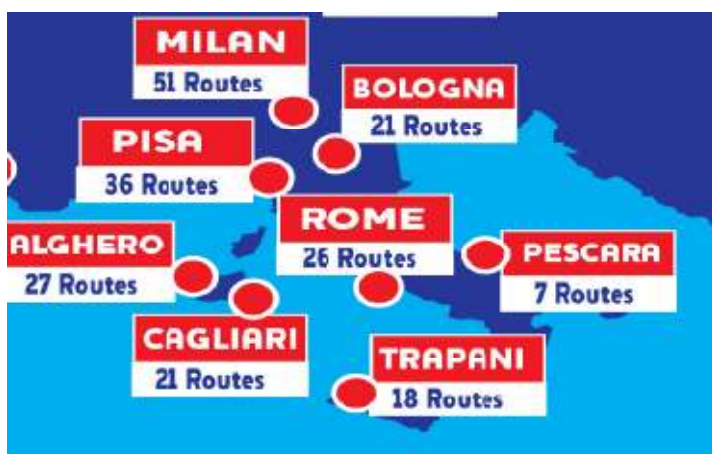 MILAN
51 Routes
BOLOGNA
21 Routes
PISA
36 Routes
ROME
26 Routes
ALGHERO
27 Routes
PESCARA
7 Routes
CAGLIARI
21 Routes
TRAPANI
18 Routes